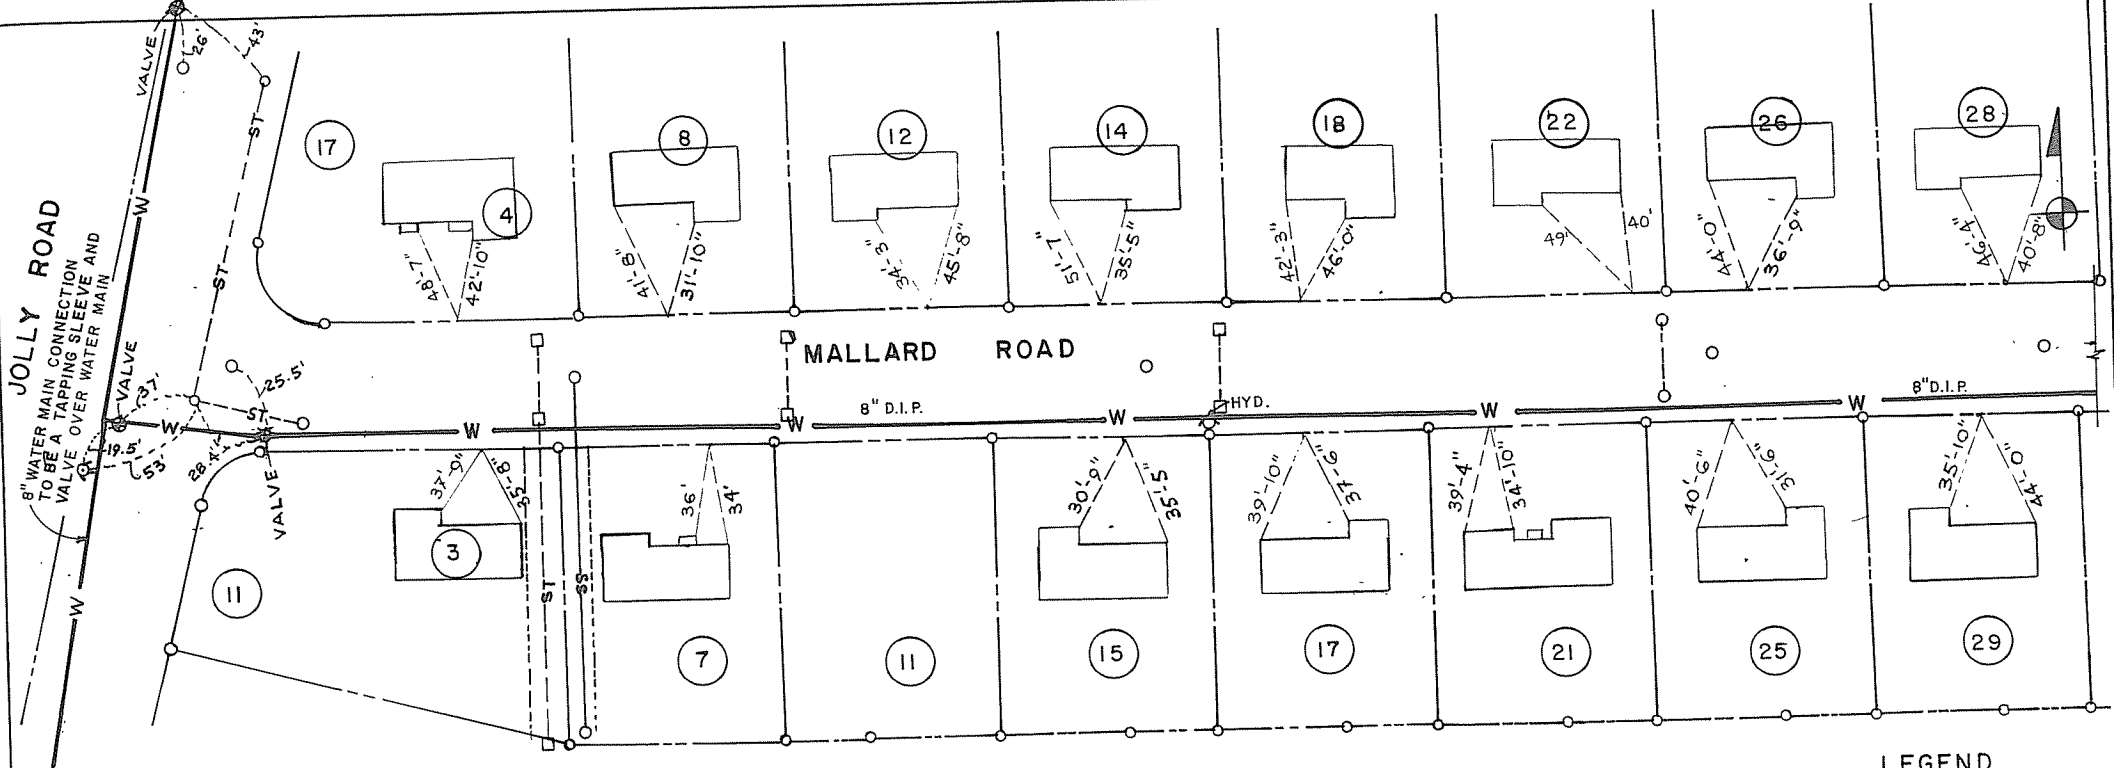 VALVE
26'
43'
ST
17
4
8
12
14
18
22
26
28
W
ST
48'-7"
42'-10"
41'-8"
31'-10"
34'-3"
45'-8"
51'-7"
35'-5"
42'-3"
46'-0"
49'
40'
44'-0"
36'-9"
46'-4"
40'-8"
JOLLY ROAD
8" WATER MAIN CONNECTION
TO BE A TAPPING SLEEVE AND
VALVE OVER WATER MAIN
MALLARD ROAD
VALVE
37'
25.5'
ST
W
19.5'
53'
VALVE
W
W
8" D.I.P.
W
HYD.
W
W
8" D.I.P.
37'-9"
35'-8"
36'
34'
30'-9"
35'-5"
39'-10"
37'-6"
39'-4"
34'-10"
40'-6"
31'-6"
35'-10"
44'-0"
3
ST
SS
W
11
7
11
15
17
21
25
29
LEGEND